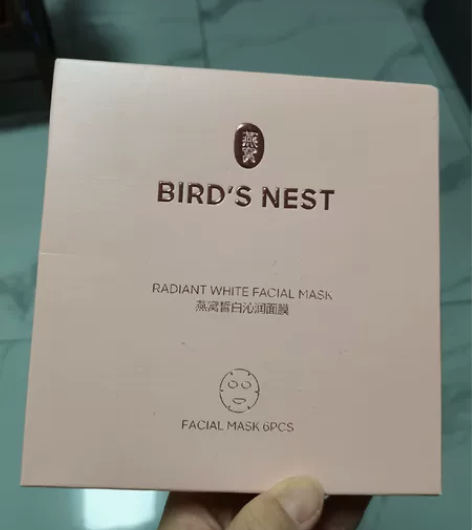 燕窝
BIRD'S NEST
RADIANT WHITE FACIAL MASK
燕窝皙白沁润面膜
FACIAL MASK 6PCS